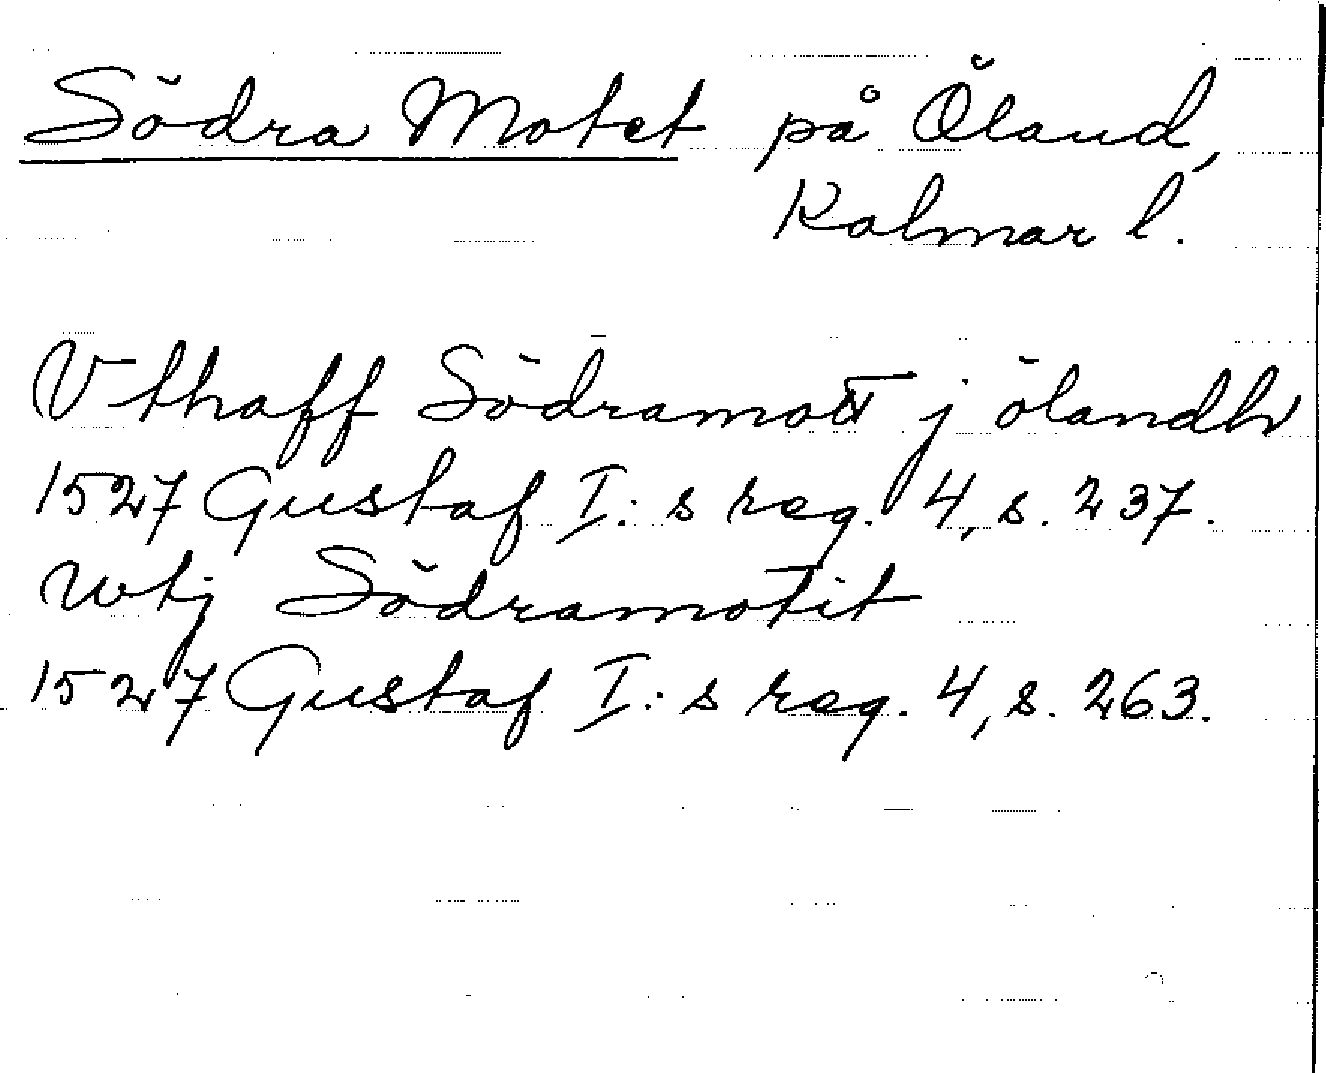 Södra Motet på Öland,
Kalmar l.
Vthaff Södramott j ölandh
1527 Gustaf I:s reg. 4, s. 237.
Wtj Södramotit
1527 Gustaf I:s reg. 4, s. 263.